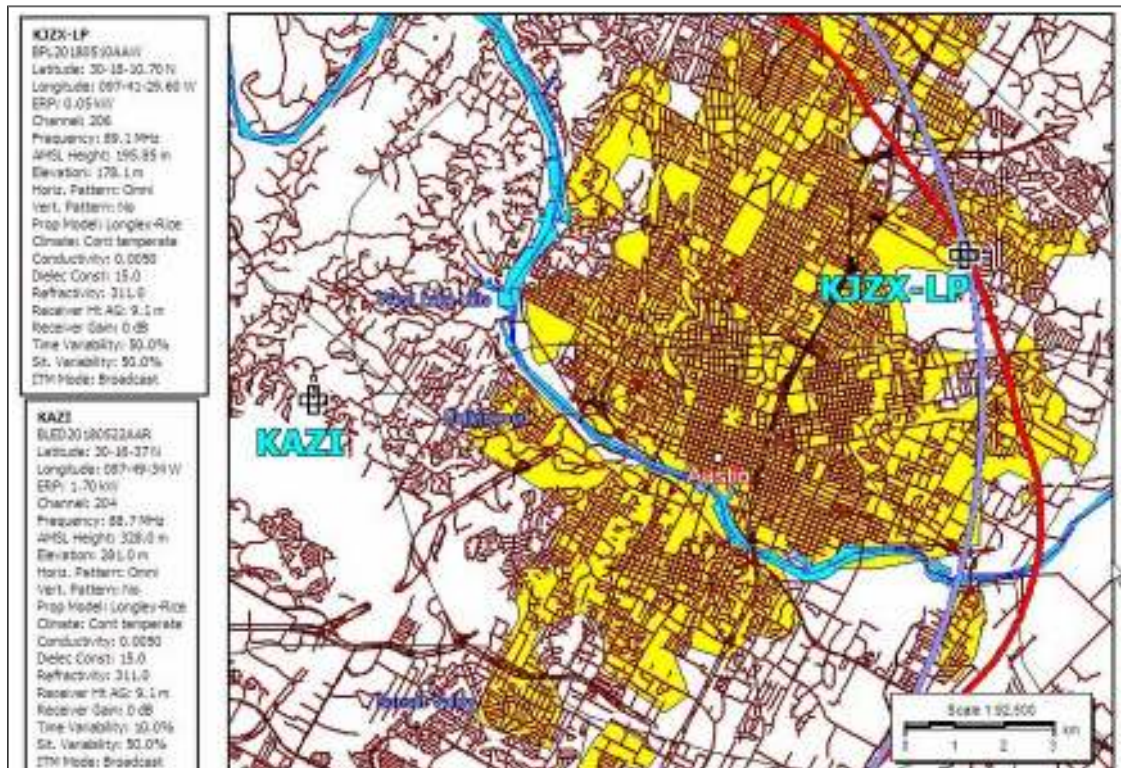 KJZX-LP
BPL20180510AAW
Latitude: 30-18-10.70 N
Longitude: 097-41-29.60 W
ERP: 0.05 kW
Channel: 206
Frequency: 89.1 MHz
AMSL Height: 195.85 m
Elevation: 178.1 m
Horiz. Pattern: Omni
Vert. Pattern: No
Prop Model: Longley-Rice
Climate: Cont temperate
Conductivity: 0.0050
Dielec Const: 15.0
Refractivity: 311.0
Receiver Ht AG: 9.1 m
Receiver Gain: 0 dB
Time Variability: 50.0%
Sit. Variability: 50.0%
ITM Mode: Broadcast
KAZI
BLED20180522AAR
Latitude: 30-16-37 N
Longitude: 097-49-34 W
ERP: 1.70 kW
Channel: 204
Frequency: 88.7 MHz
AMSL Height: 328.0 m
Elevation: 281.0 m
Horiz. Pattern: Omni
Vert. Pattern: No
Prop Model: Longley-Rice
Climate: Cont temperate
Conductivity: 0.0050
Dielec Const: 15.0
Refractivity: 311.0
Receiver Ht AG: 9.1 m
Receiver Gain: 0 dB
Time Variability: 10.0%
Sit. Variability: 50.0%
ITM Mode: Broadcast
KJZX-LP
West Lake Hills
KAZI
Rollingwood
Austin
Sunset Valley
Scale 1:92,500
0 1 2 3 km